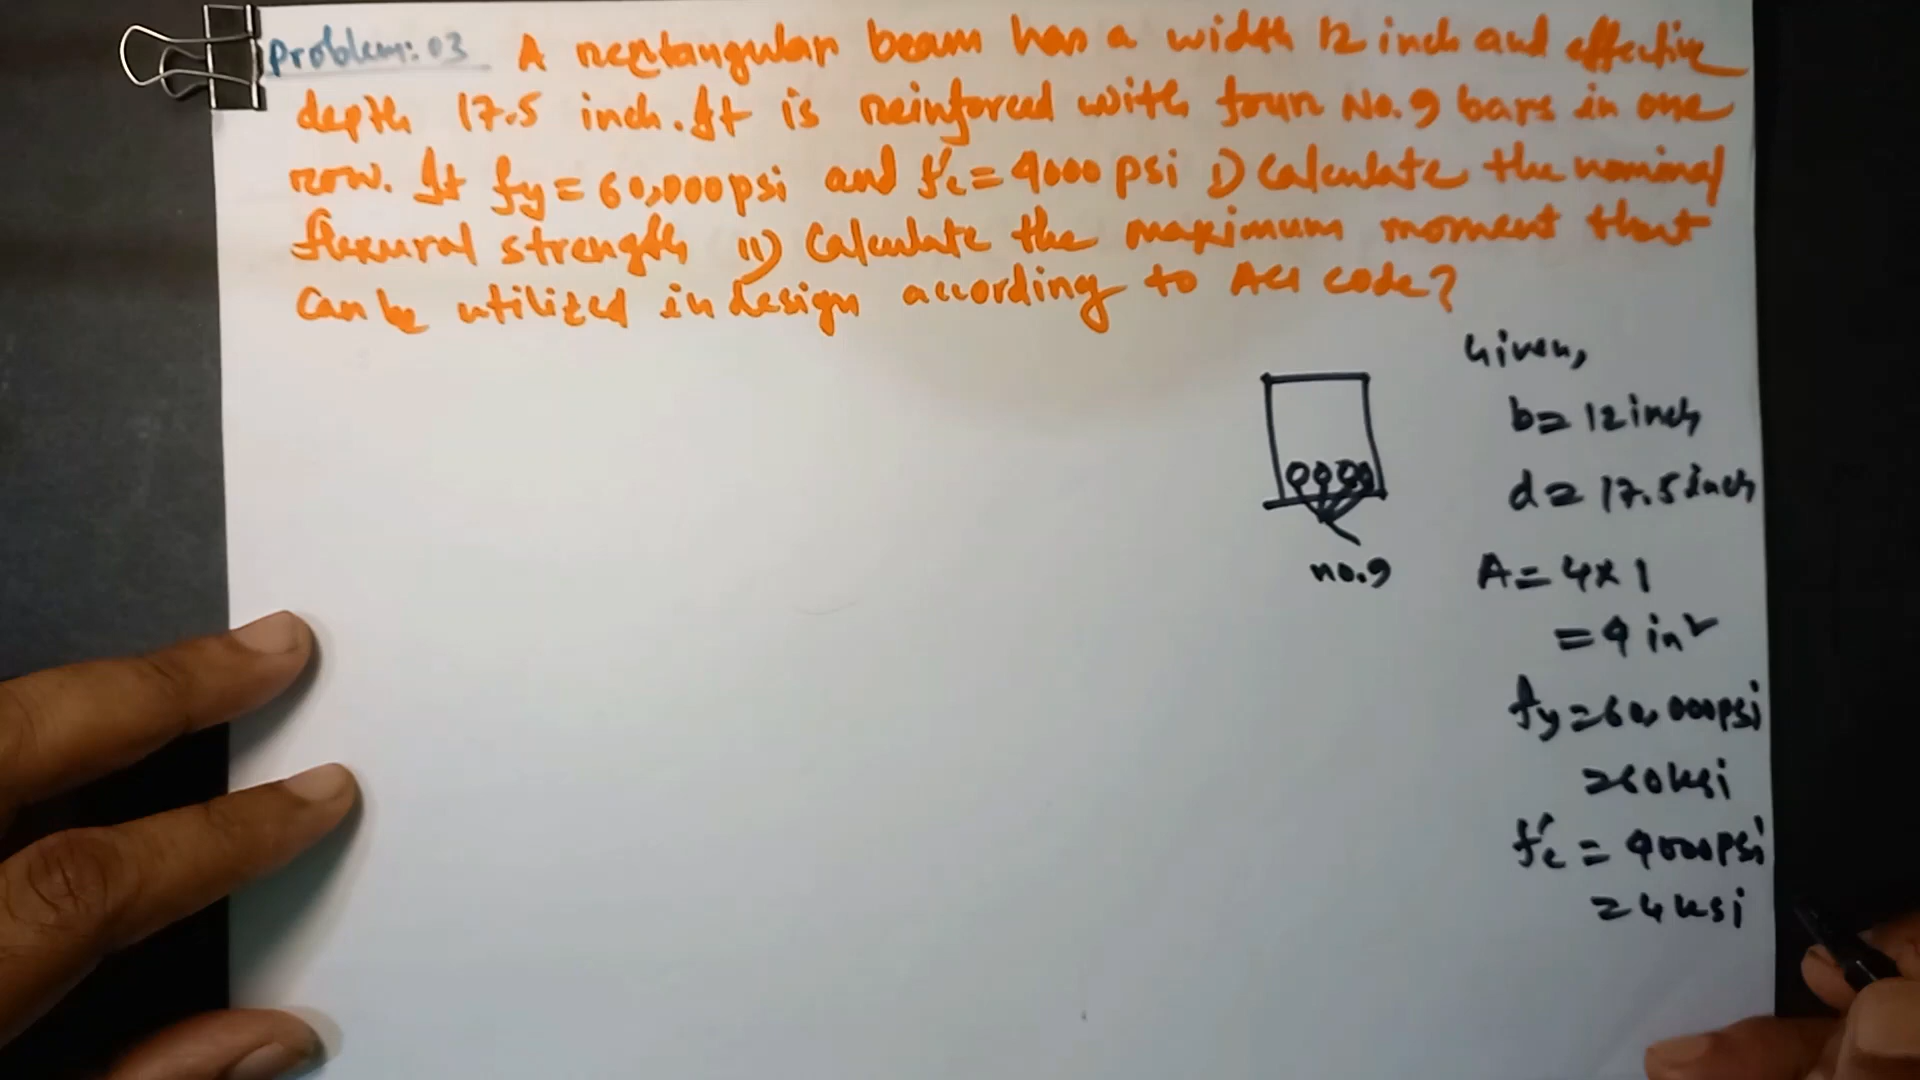 Problem: 03 A rectangular beam has a width 12 inch and effective
depth 17.5 inch. It is reinforced with four No. 9 bars in one
row. If fy = 60,000 psi and f'c = 4000 psi i) Calculate the nominal
flexural strength ii) Calculate the maximum moment that
can be utilized in design according to ACI code?
Given,
b = 12 inch
d = 17.5 inch
no.9
A = 4 × 1
= 4 in²
fy = 60,000 psi
= 60 ksi
f'c = 4000 psi
= 4 ksi